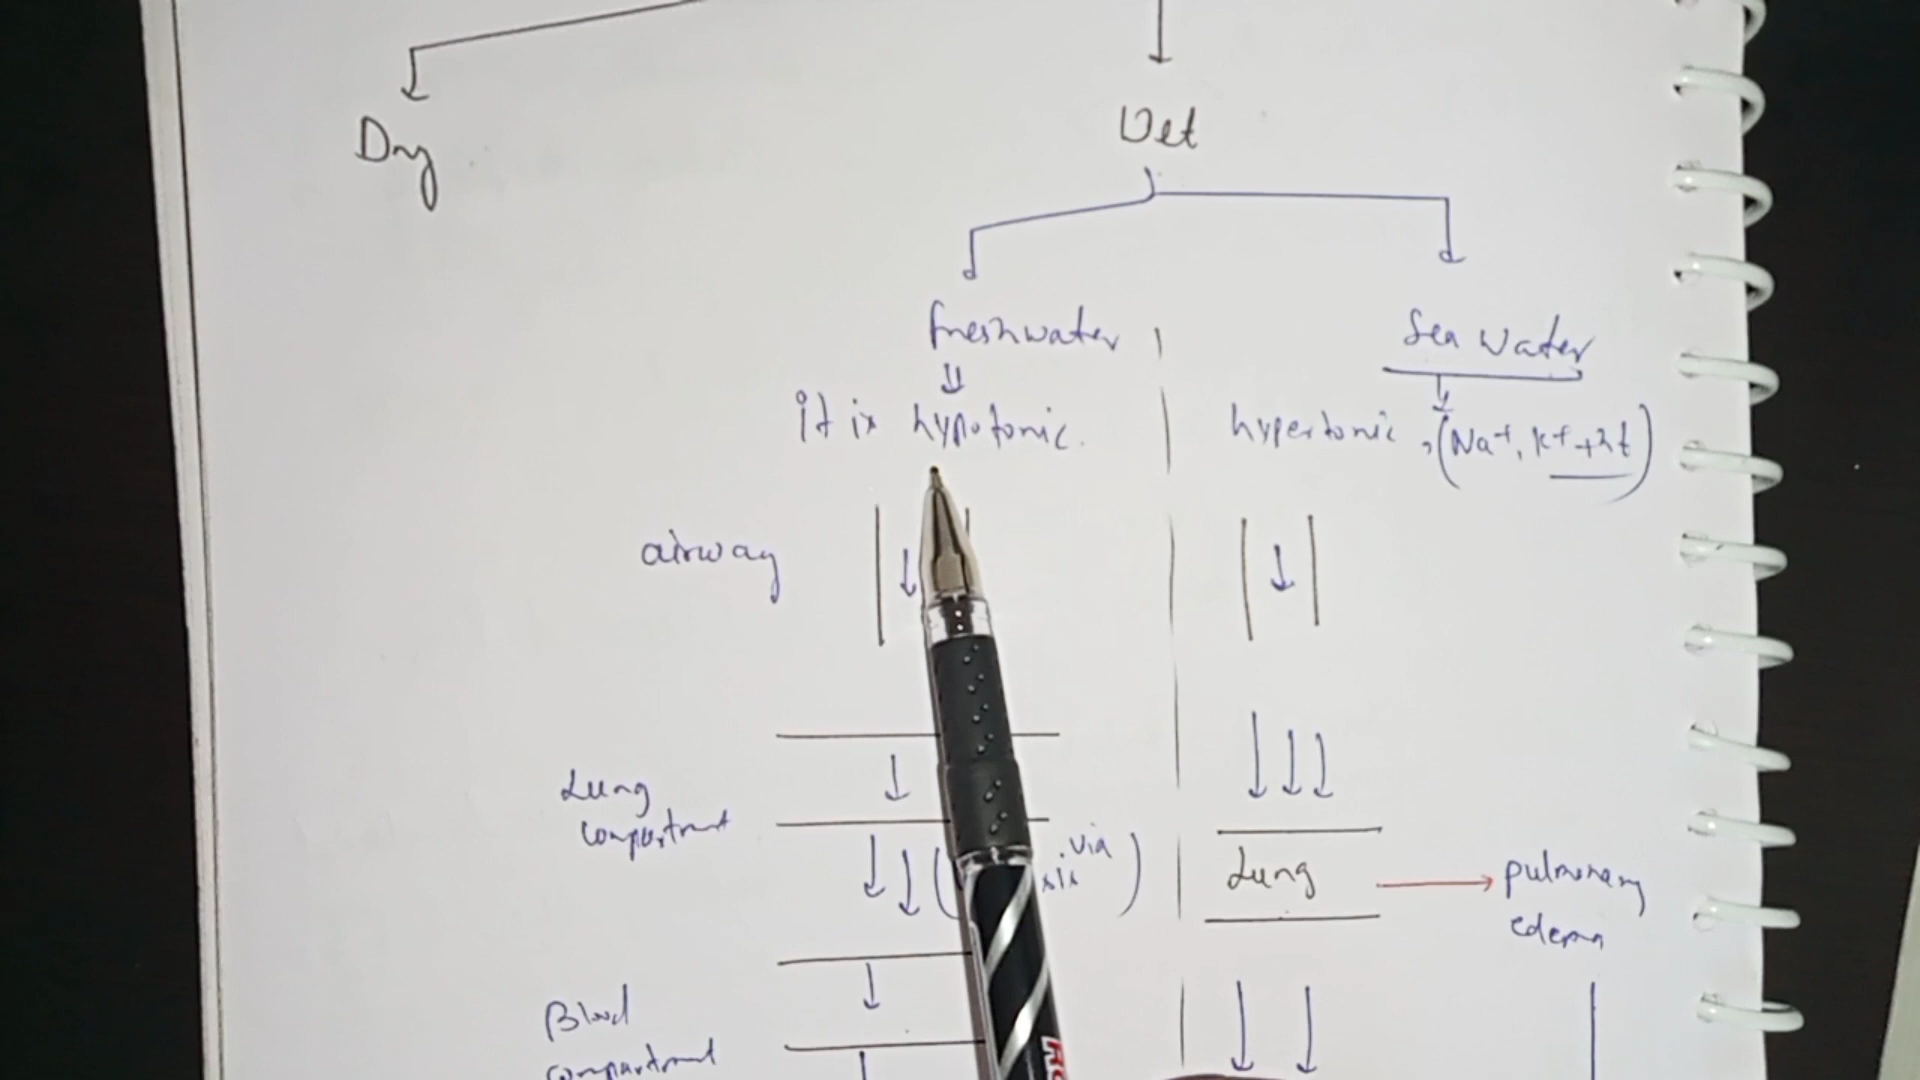 Dry
Wet
freshwater
Sea Water
It is hypotonic.
hypertonic, (Na+, K+
airway
Lung
compartment
via
Lung
pulmonary
edema
Blood
compartment